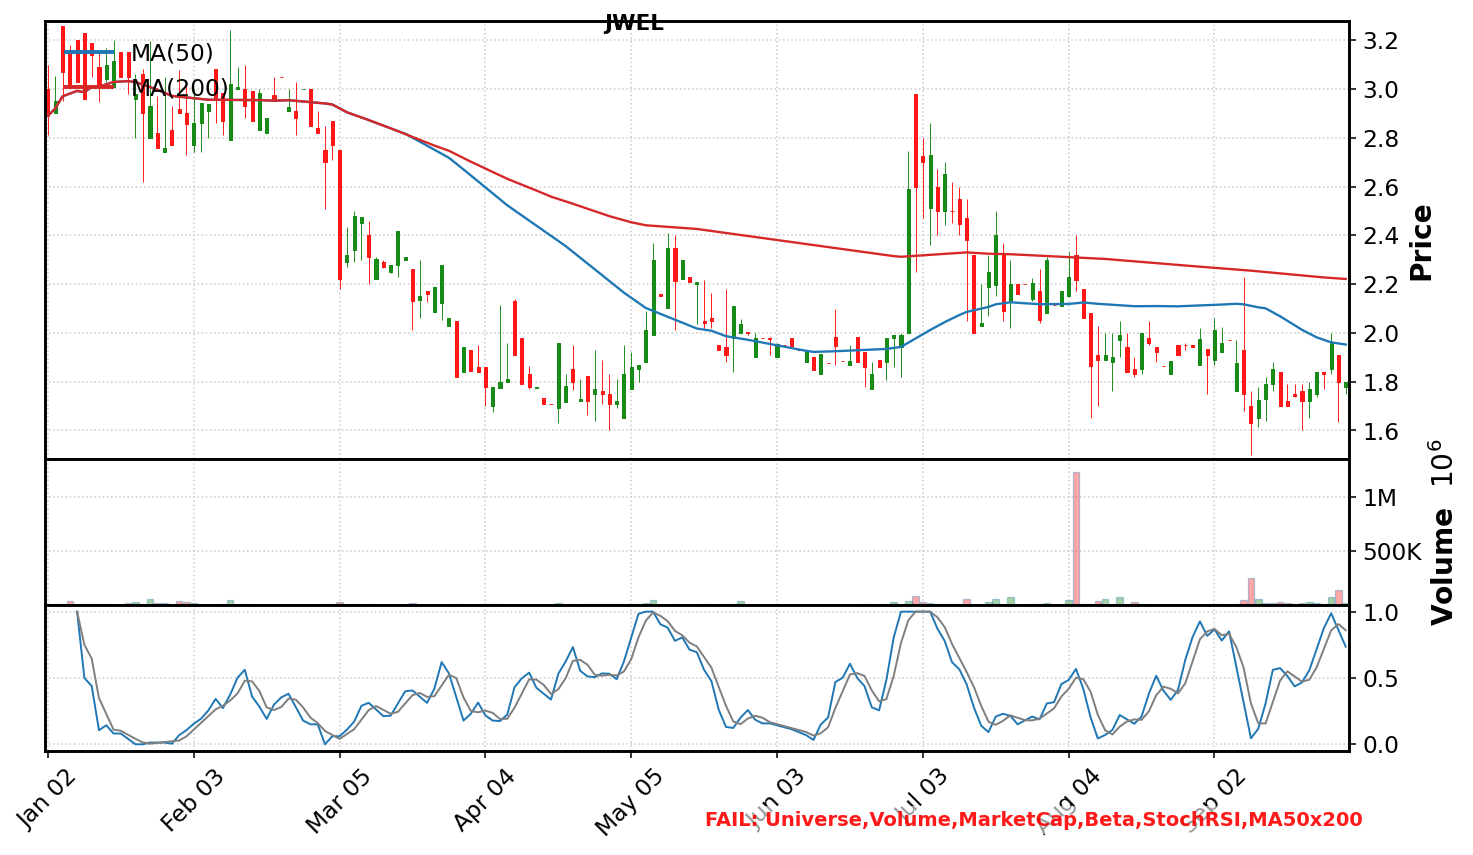 JWEL
MA(50)
MA(200)
3.2
3.0
2.8
2.6
2.4
2.2
2.0
1.8
1.6
Price
10⁶
1M
500K
Volume
1.0
0.5
0.0
Jan 02
Feb 03
Mar 05
Apr 04
May 05
Jun 03
Jul 03
Aug 04
Sep 02
FAIL: Universe,Volume,MarketCap,Beta,StochRSI,MA50x200